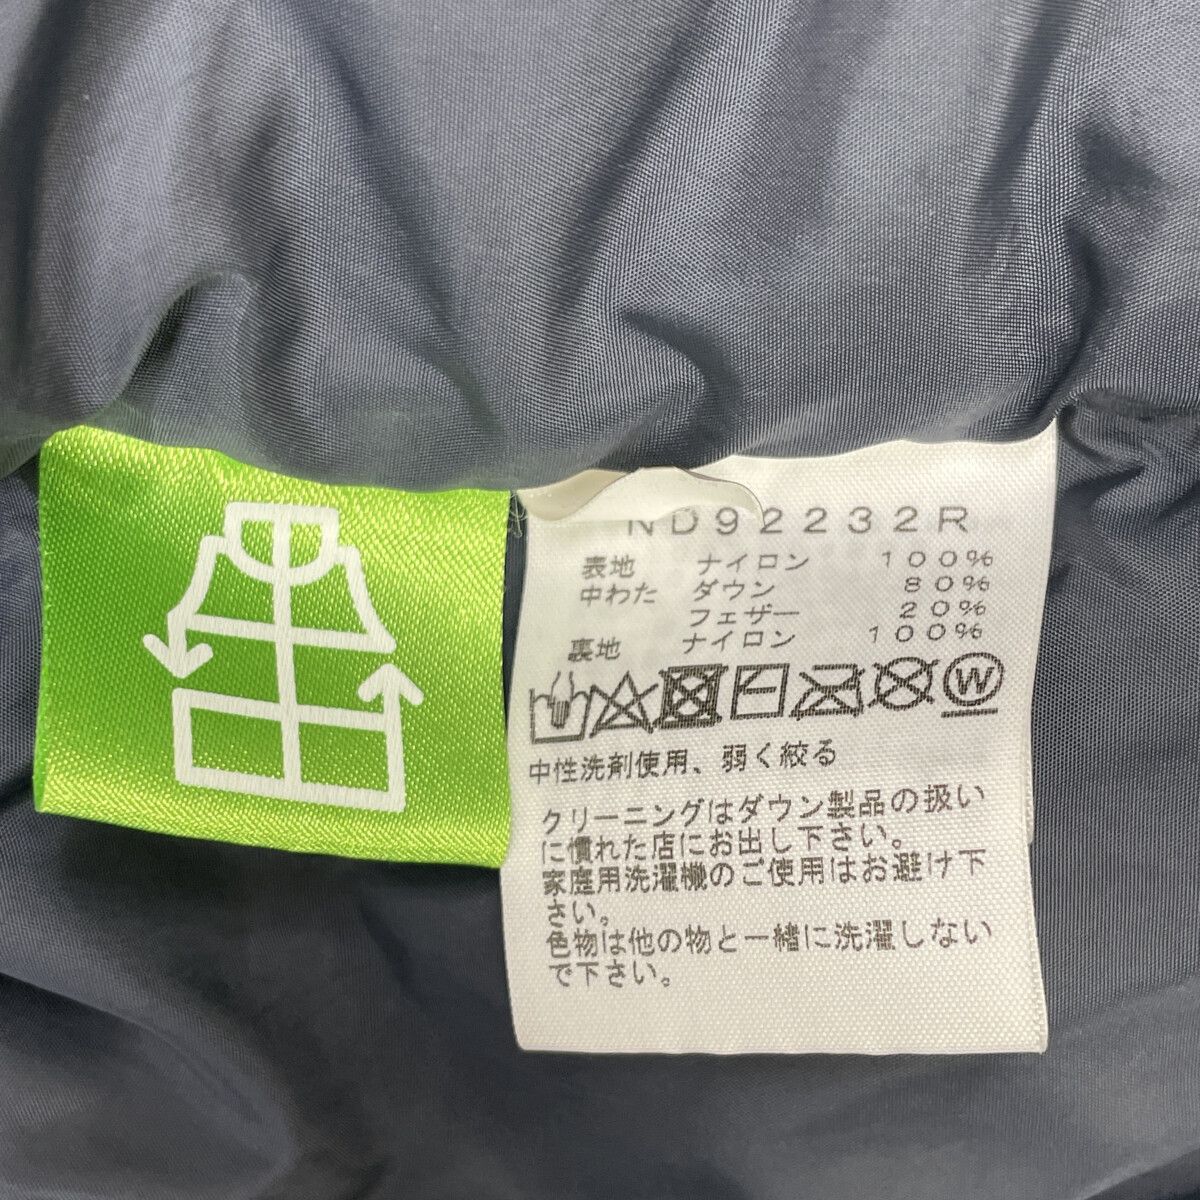 ND92232R
表地 ナイロン 100%
中わた ダウン 80%
フェザー 20%
裏地 ナイロン 100%
W
中性洗剤使用、弱く絞る
クリーニングはダウン製品の扱い
に慣れた店にお出し下さい。
家庭用洗濯機のご使用はお避け下
さい。
色物は他の物と一緒に洗濯しない
で下さい。